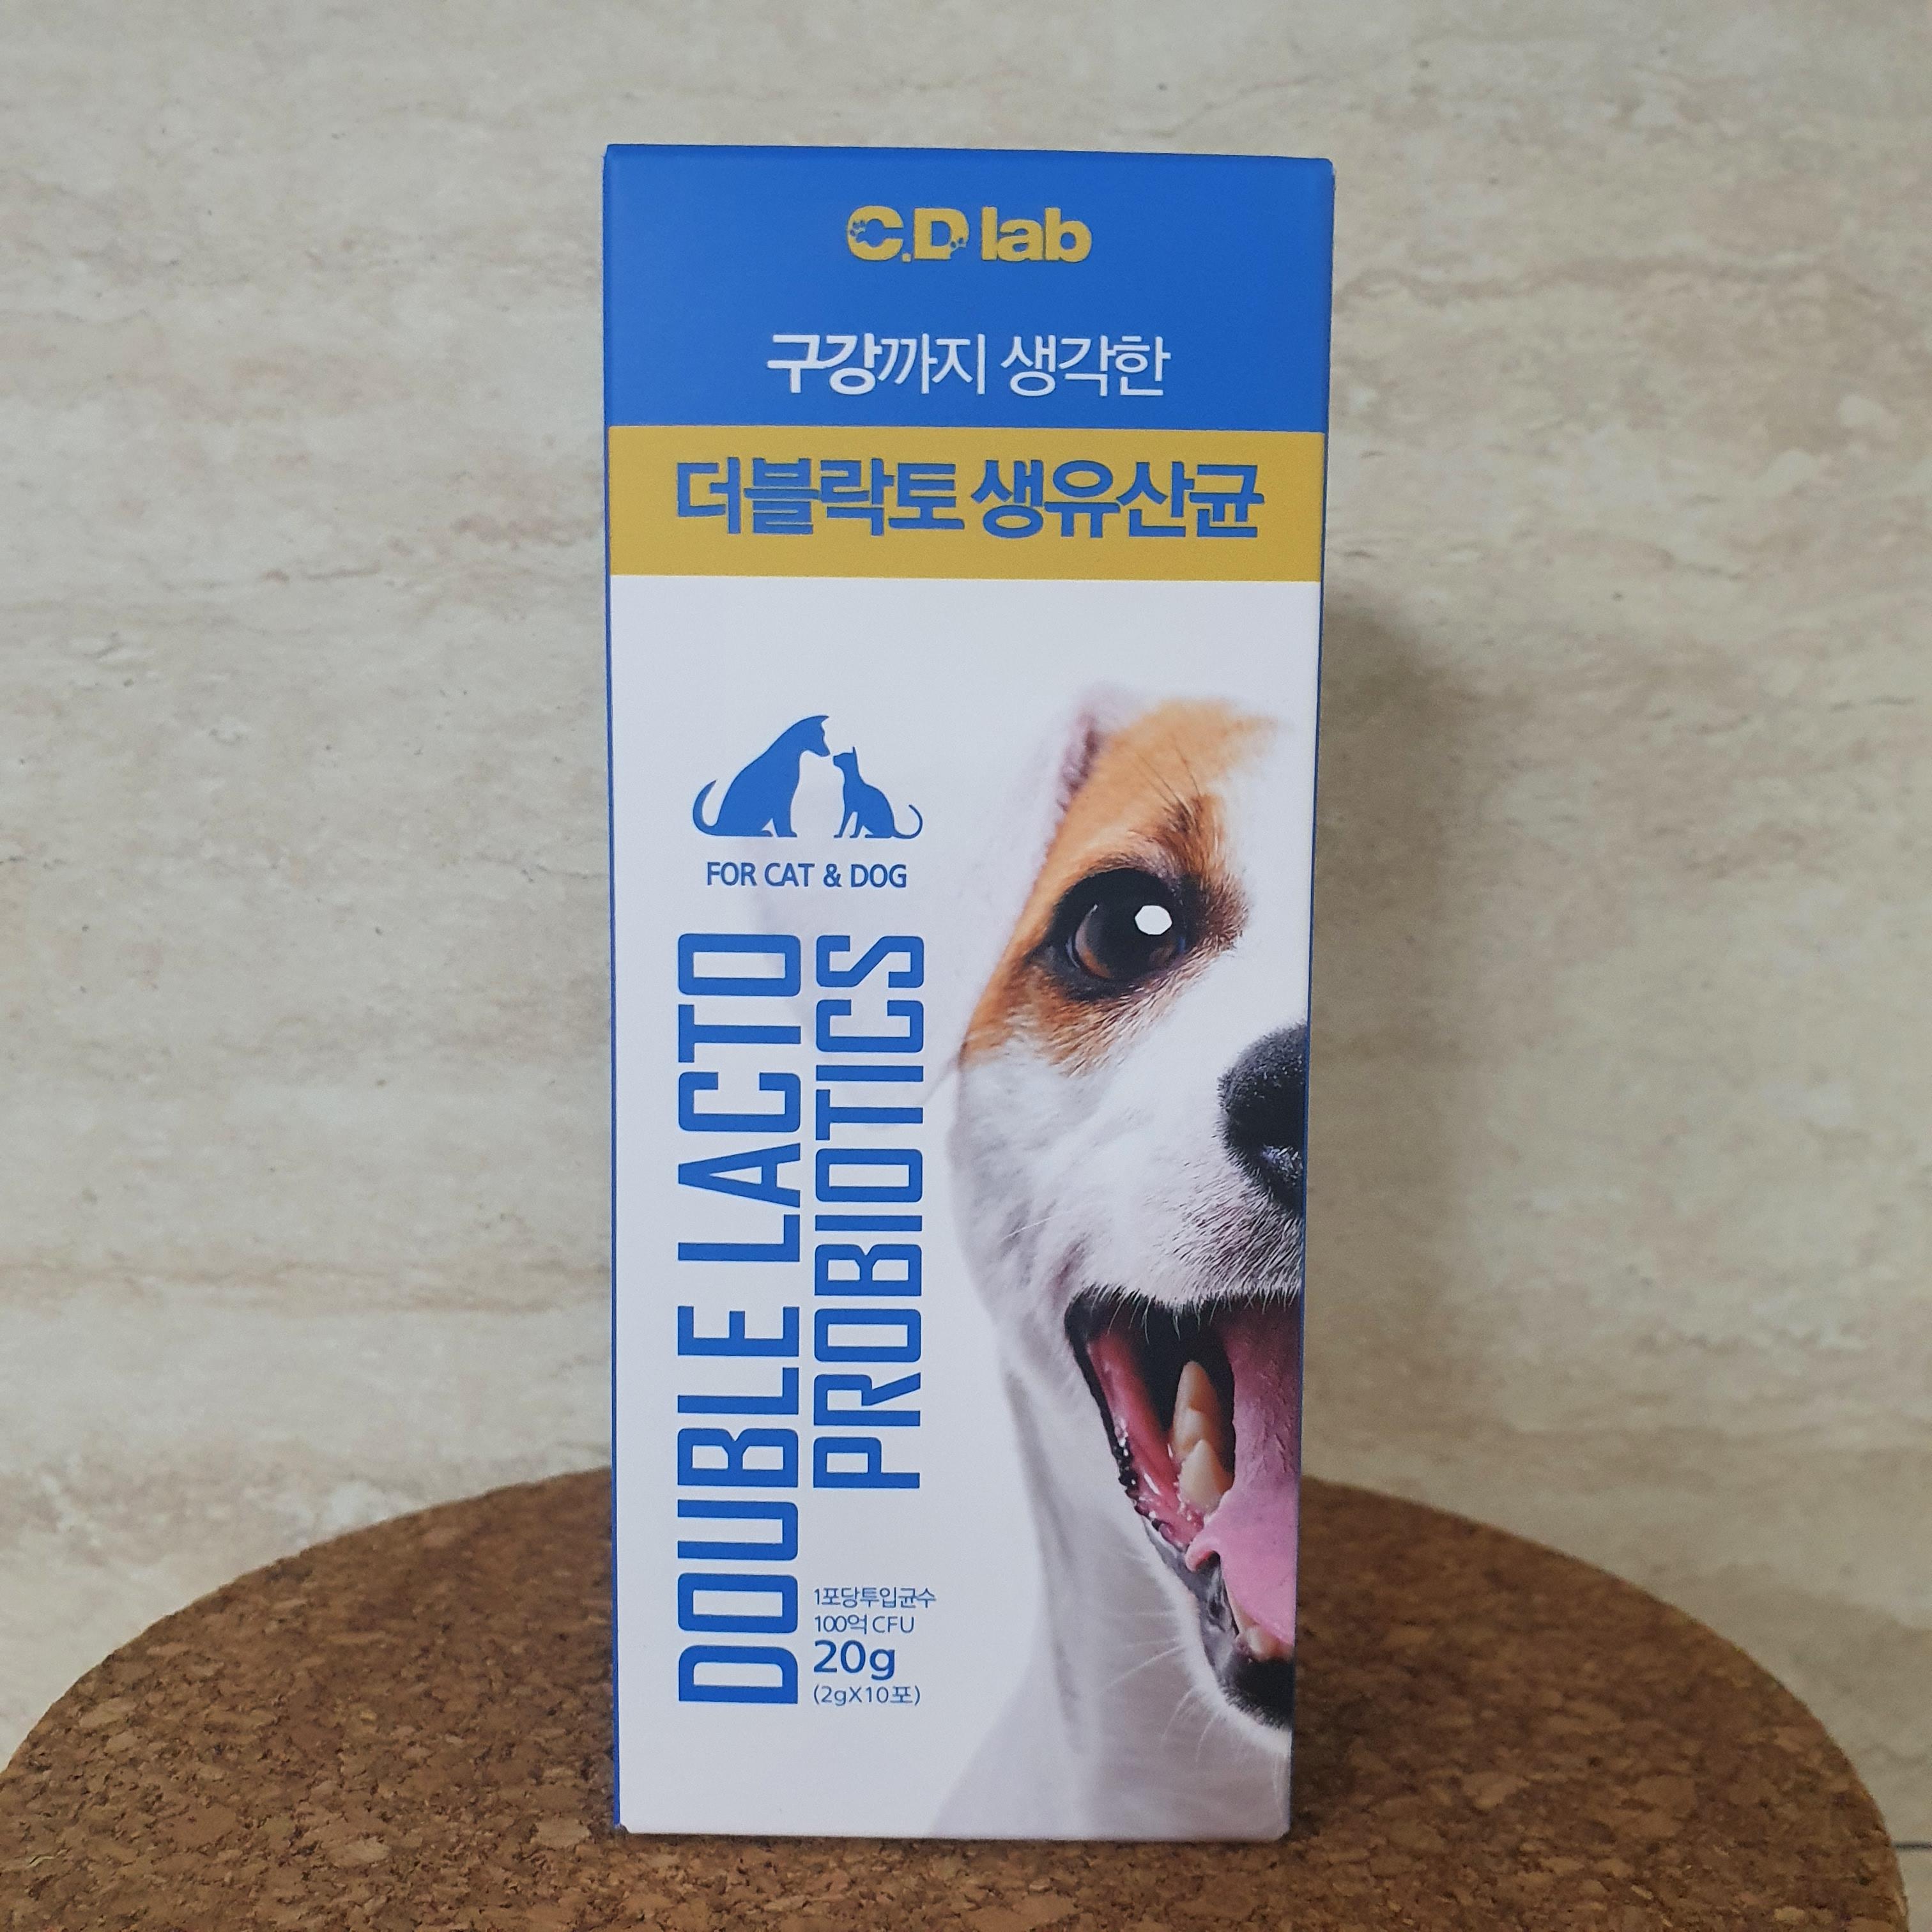 C.D lab
구강까지 생각한
더블락토 생유산균
FOR CAT & DOG
DOUBLE LACTO
PROBIOTICS
1포당투입균수
100억 CFU
20g
(2gX10포)